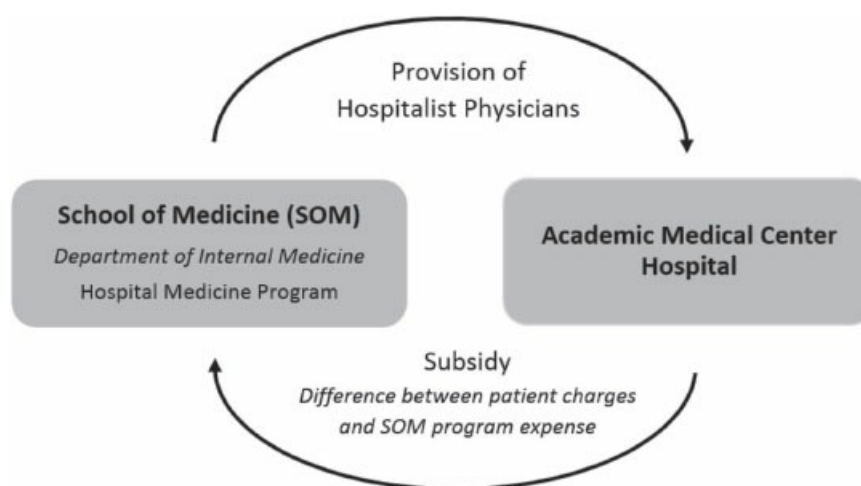 Provision of
Hospitalist Physicians
School of Medicine (SOM)
Department of Internal Medicine
Hospital Medicine Program
Academic Medical Center
Hospital
Subsidy
Difference between patient charges
and SOM program expense